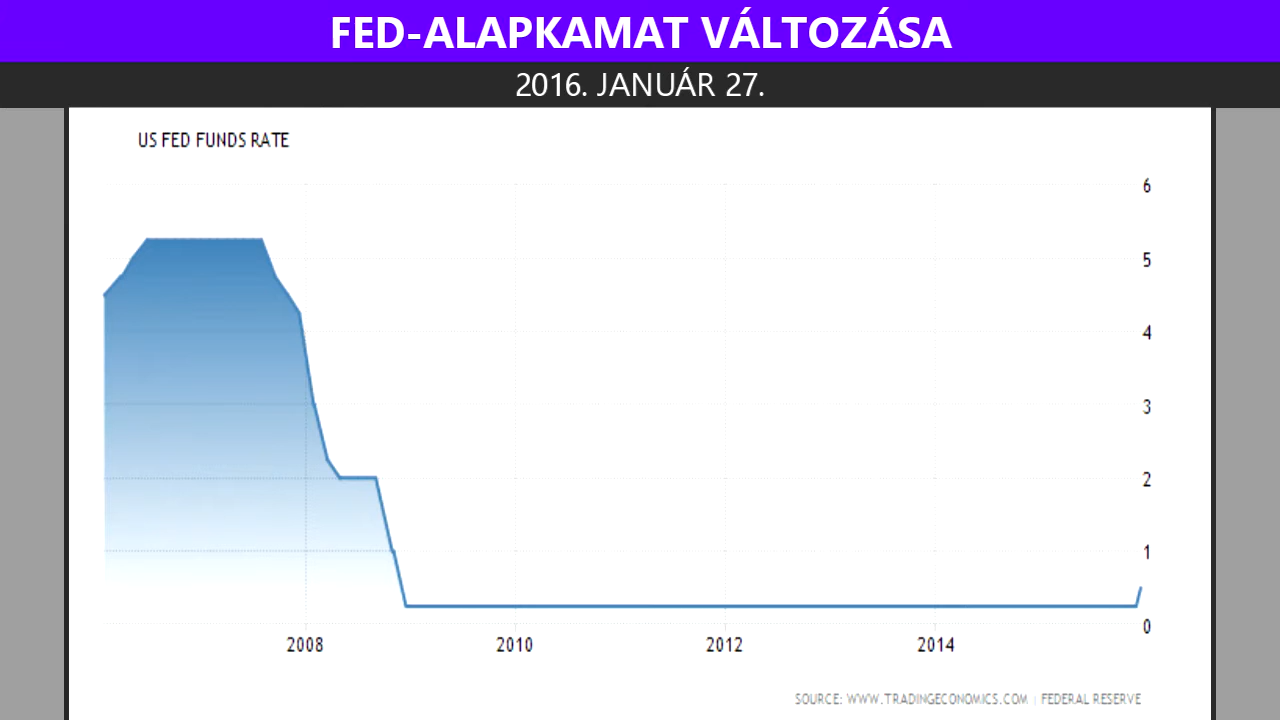 FED-ALAPKAMAT VÁLTOZÁSA
2016. JANUÁR 27.
US FED FUNDS RATE
6
5
4
3
2
1
0
2008 2010 2012 2014
SOURCE: WWW.TRADINGECONOMICS.COM | FEDERAL RESERVE